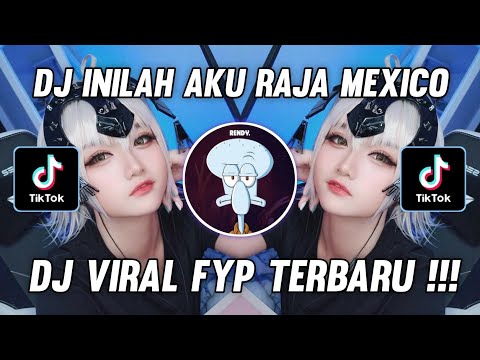 DJ INILAH AKU RAJA MEXICO
RENDY.
TikTok
TikTok
DJ VIRAL FYP TERBARU !!!